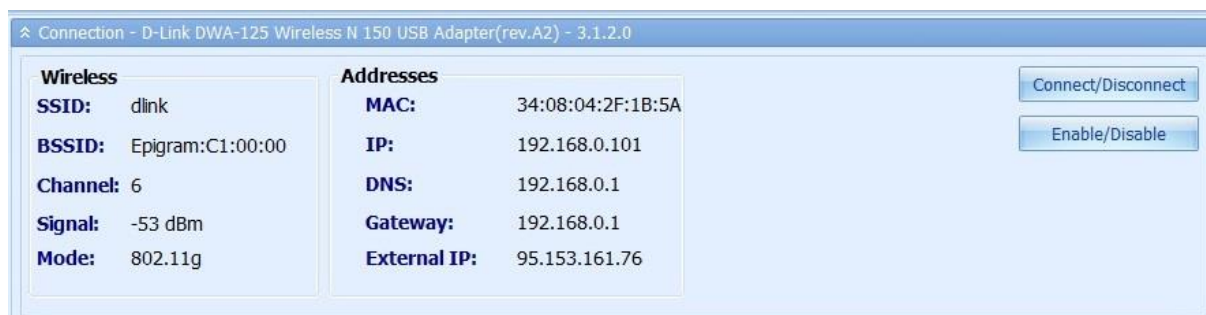 Connection - D-Link DWA-125 Wireless N 150 USB Adapter(rev.A2) - 3.1.2.0
Wireless
SSID: dlink
BSSID: Epigram:C1:00:00
Channel: 6
Signal: -53 dBm
Mode: 802.11g
Addresses
MAC: 34:08:04:2F:1B:5A
IP: 192.168.0.101
DNS: 192.168.0.1
Gateway: 192.168.0.1
External IP: 95.153.161.76
Connect/Disconnect
Enable/Disable